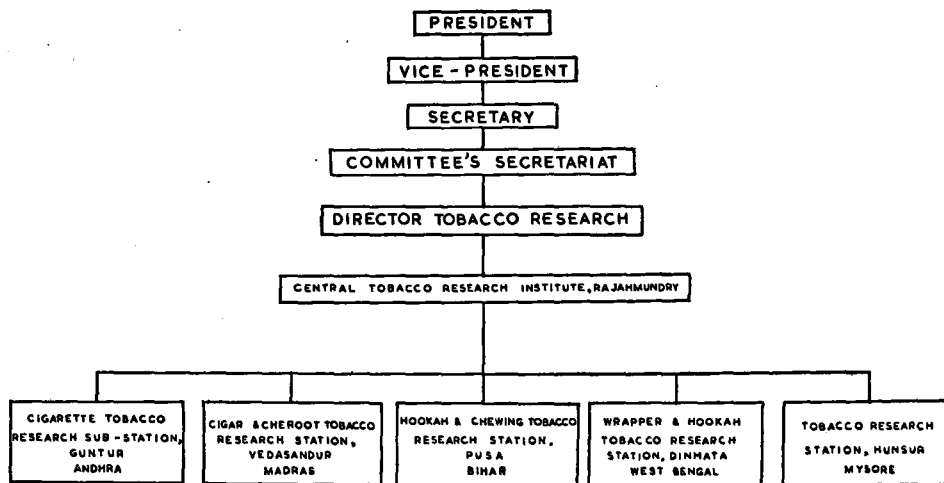 PRESIDENT
VICE-PRESIDENT
SECRETARY
COMMITTEE'S SECRETARIAT
DIRECTOR TOBACCO RESEARCH
CENTRAL TOBACCO RESEARCH INSTITUTE, RAJAHMUNDRY
CIGARETTE TOBACCO
RESEARCH SUB-STATION,
GUNTUR
ANDHRA
CIGAR & CHEROOT TOBACCO
RESEARCH STATION,
VEDASANDUR
MADRAS
HOOKAH & CHEWING TOBACCO
RESEARCH STATION.
PUSA
BIHAR
WRAPPER & HOOKAH
TOBACCO RESEARCH
STATION, DINHATA
WEST BENGAL
TOBACCO RESEARCH
STATION, HUNSUR
MYSORE